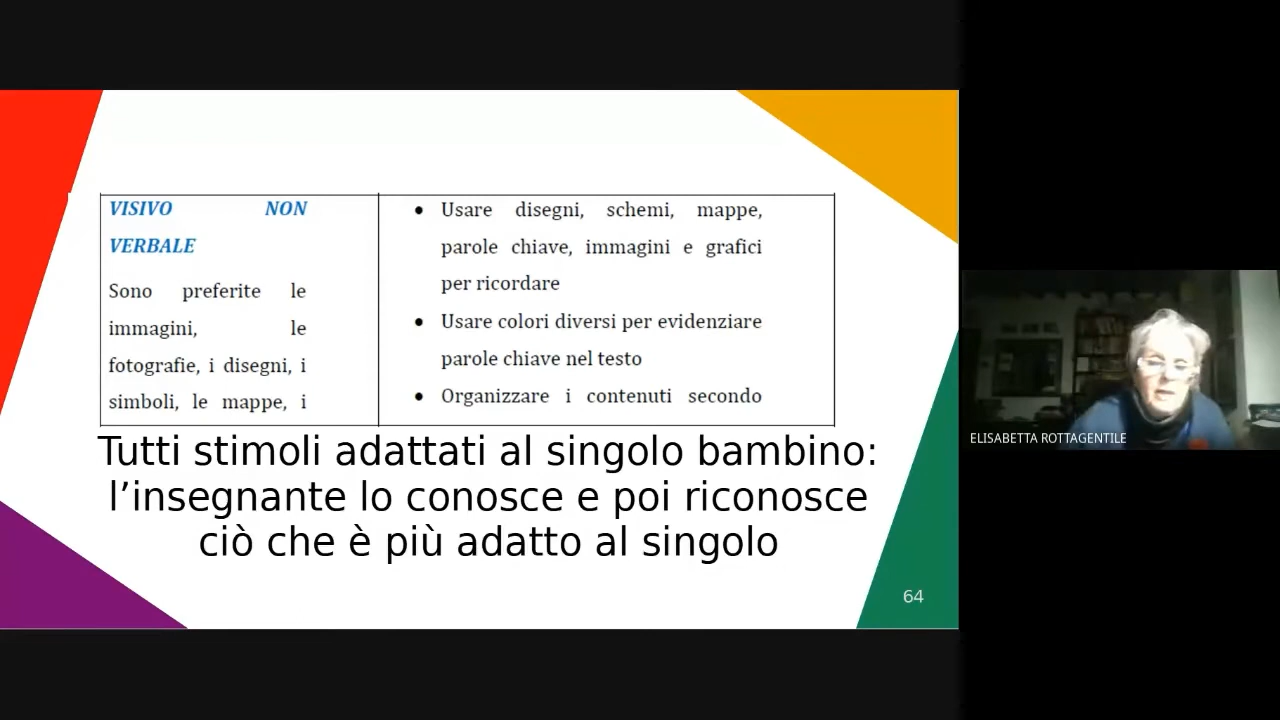 VISIVO NON
VERBALE
Sono preferite le
immagini, le
fotografie, i disegni, i
simboli, le mappe, i
• Usare disegni, schemi, mappe,
parole chiave, immagini e grafici
per ricordare
• Usare colori diversi per evidenziare
parole chiave nel testo
• Organizzare i contenuti secondo
Tutti stimoli adattati al singolo bambino:
l’insegnante lo conosce e poi riconosce
ciò che è più adatto al singolo
64
ELISABETTA ROTTAGENTILE